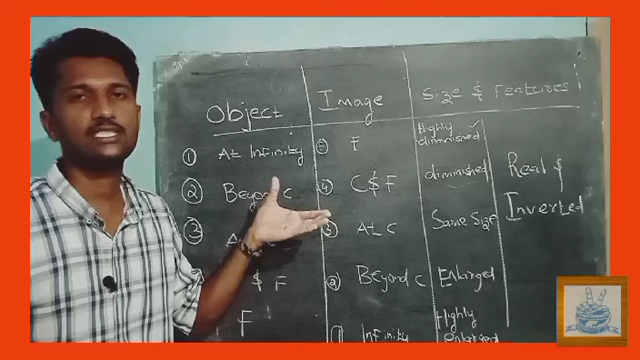 Object Image Size & Features
① At Infinity ⑤ F Highly diminished
② Beyond C ④ C & F diminished
③ A ③ At C Same Size
& F ② Beyond C Enlarged
F ① Infinity Highly enlarged
Real &
Inverted